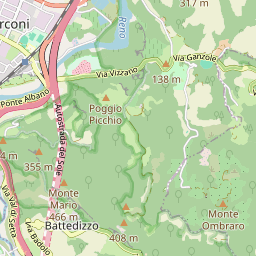 317 m
Reno
rconi
Via Ganzole
Via Vizzano
138 m
Ponte Albano
Poggio
Picchio
Autostrada del Sole
4 m
355 m
Monte
Mario
466 m
Via Val di Setta
Via Badolo
Battedizzo
408 m
Monte
Ombraro